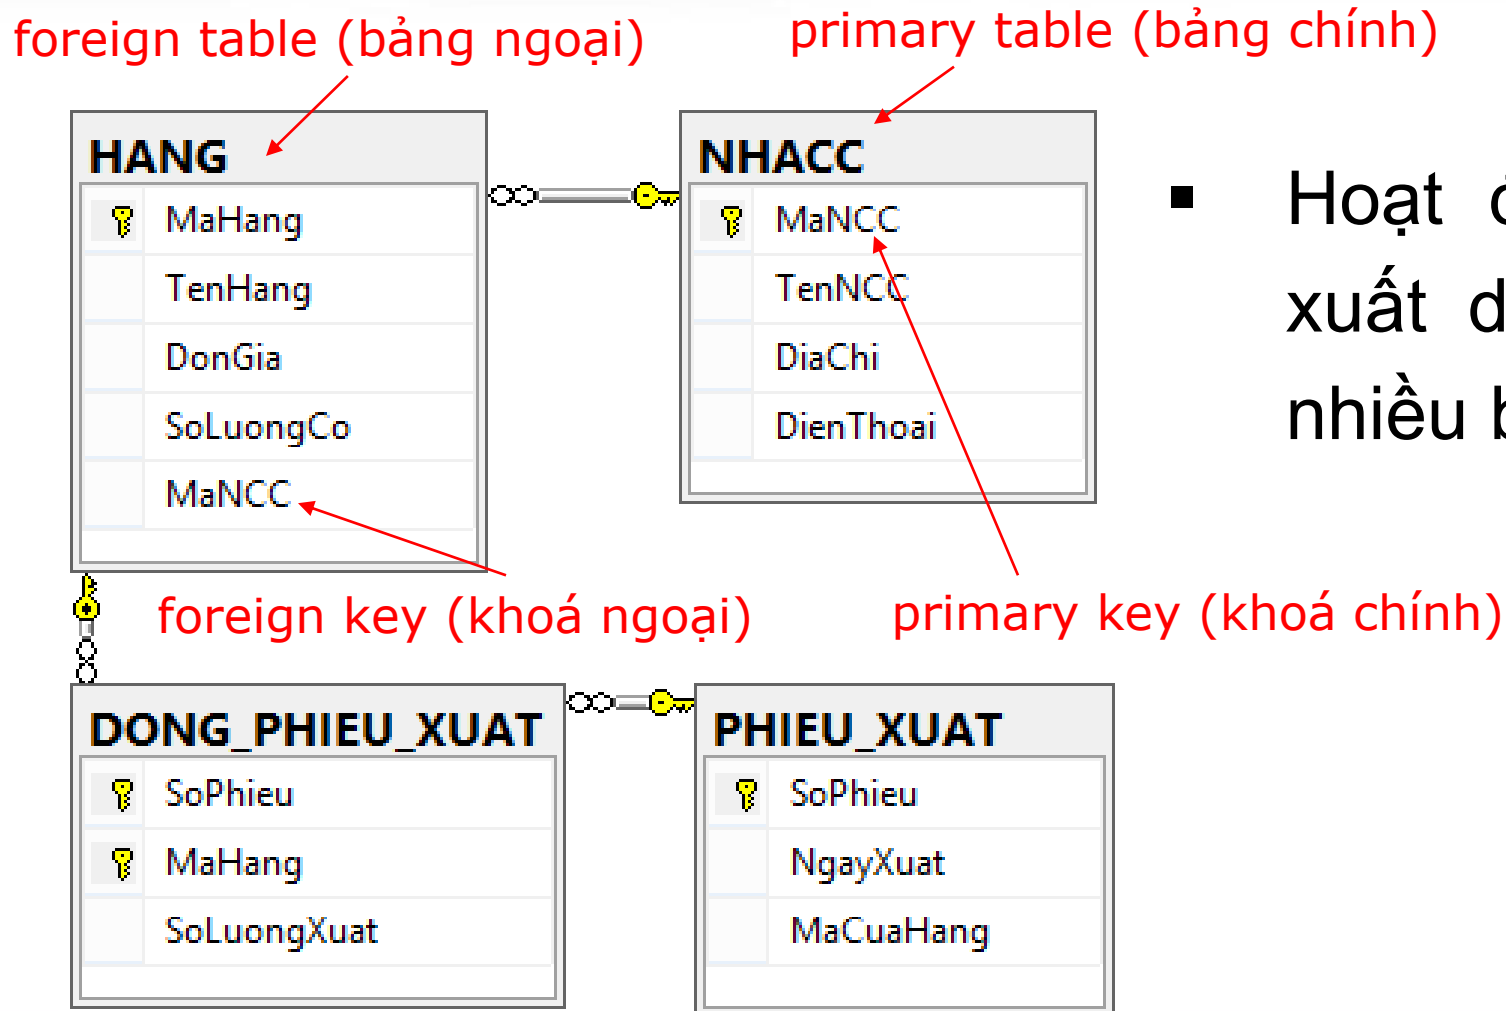 foreign table (bảng ngoại)
primary table (bảng chính)
HANG
MaHang
TenHang
DonGia
SoLuongCo
MaNCC
NHACC
MaNCC
TenNCC
DiaChi
DienThoai
▪ Hoạt
xuất
nhiều
foreign key (khoá ngoại)
primary key (khoá chính)
DONG_PHIEU_XUAT
SoPhieu
MaHang
SoLuongXuat
PHIEU_XUAT
SoPhieu
NgayXuat
MaCuaHang